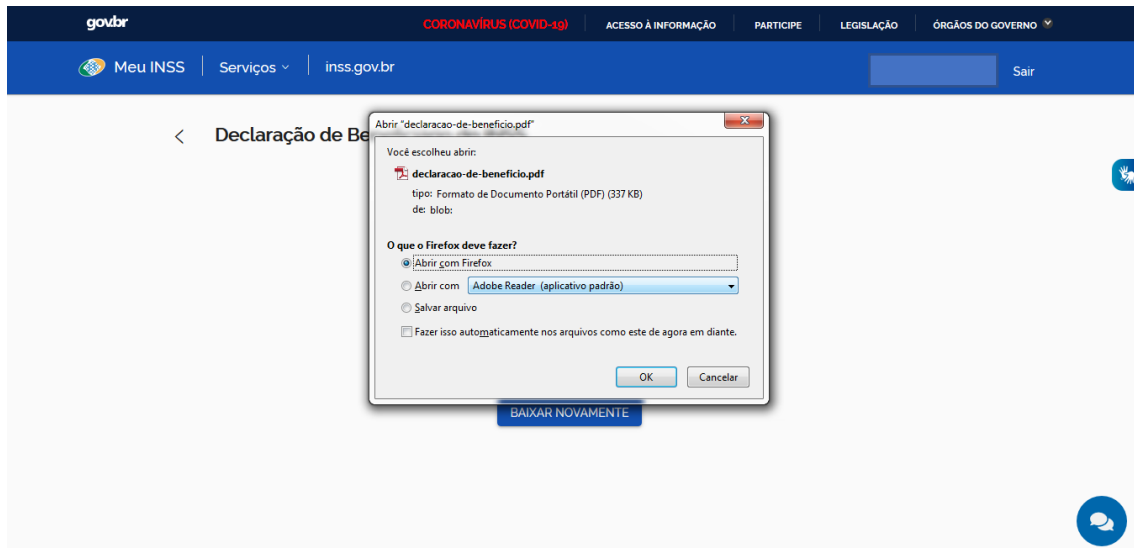 gov.br CORONAVÍRUS (COVID-19) ACESSO À INFORMAÇÃO PARTICIPE LEGISLAÇÃO ÓRGÃOS DO GOVERNO
Meu INSS Serviços inss.gov.br Sair
Declaração de Be
Abrir "declaracao-de-beneficio.pdf"
Você escolheu abrir:
declaracao-de-beneficio.pdf
tipo: Formato de Documento Portátil (PDF) (337 KB)
de: blob:
O que o Firefox deve fazer?
Abrir com Firefox
Abrir com Adobe Reader (aplicativo padrão)
Salvar arquivo
Fazer isso automaticamente nos arquivos como este de agora em diante.
OK Cancelar
BAIXAR NOVAMENTE